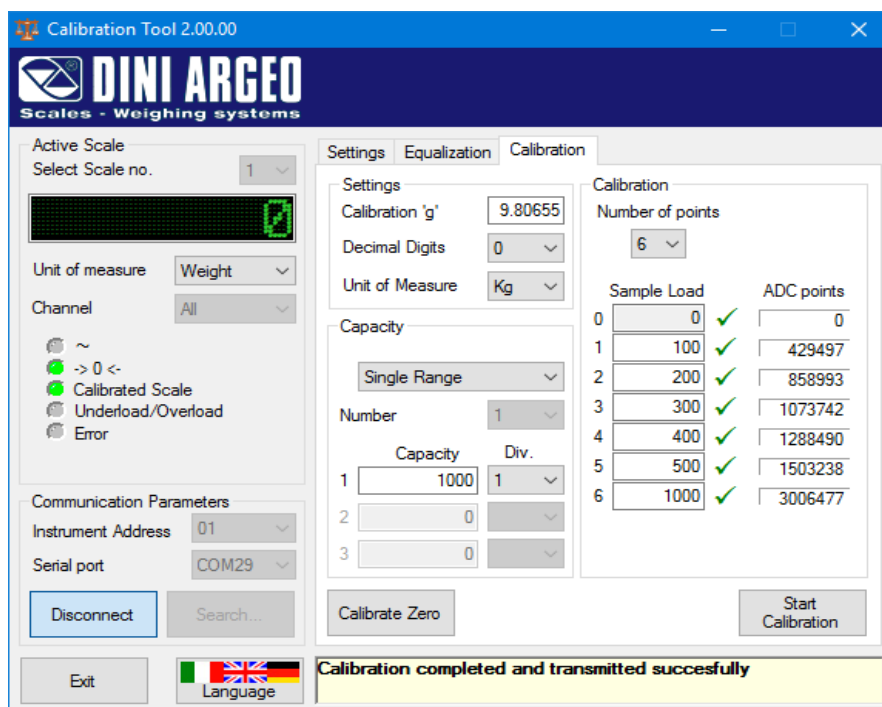 Calibration Tool 2.00.00
DINI ARGEO
Scales - Weighing systems
Active Scale
Select Scale no. 1
0
Unit of measure Weight
Channel All
~
-> 0 <-
Calibrated Scale
Underload/Overload
Error
Communication Parameters
Instrument Address 01
Serial port COM29
Disconnect Search...
Exit
Language
Settings Equalization Calibration
Settings
Calibration 'g' 9.80655
Decimal Digits 0
Unit of Measure Kg
Capacity
Single Range
Number 1
Capacity Div.
1 1000 1
2 0
3 0
Calibrate Zero
Calibration
Number of points
6
Sample Load ADC points
0 0 0
1 100 429497
2 200 858993
3 300 1073742
4 400 1288490
5 500 1503238
6 1000 3006477
Start
Calibration
Calibration completed and transmitted succesfully